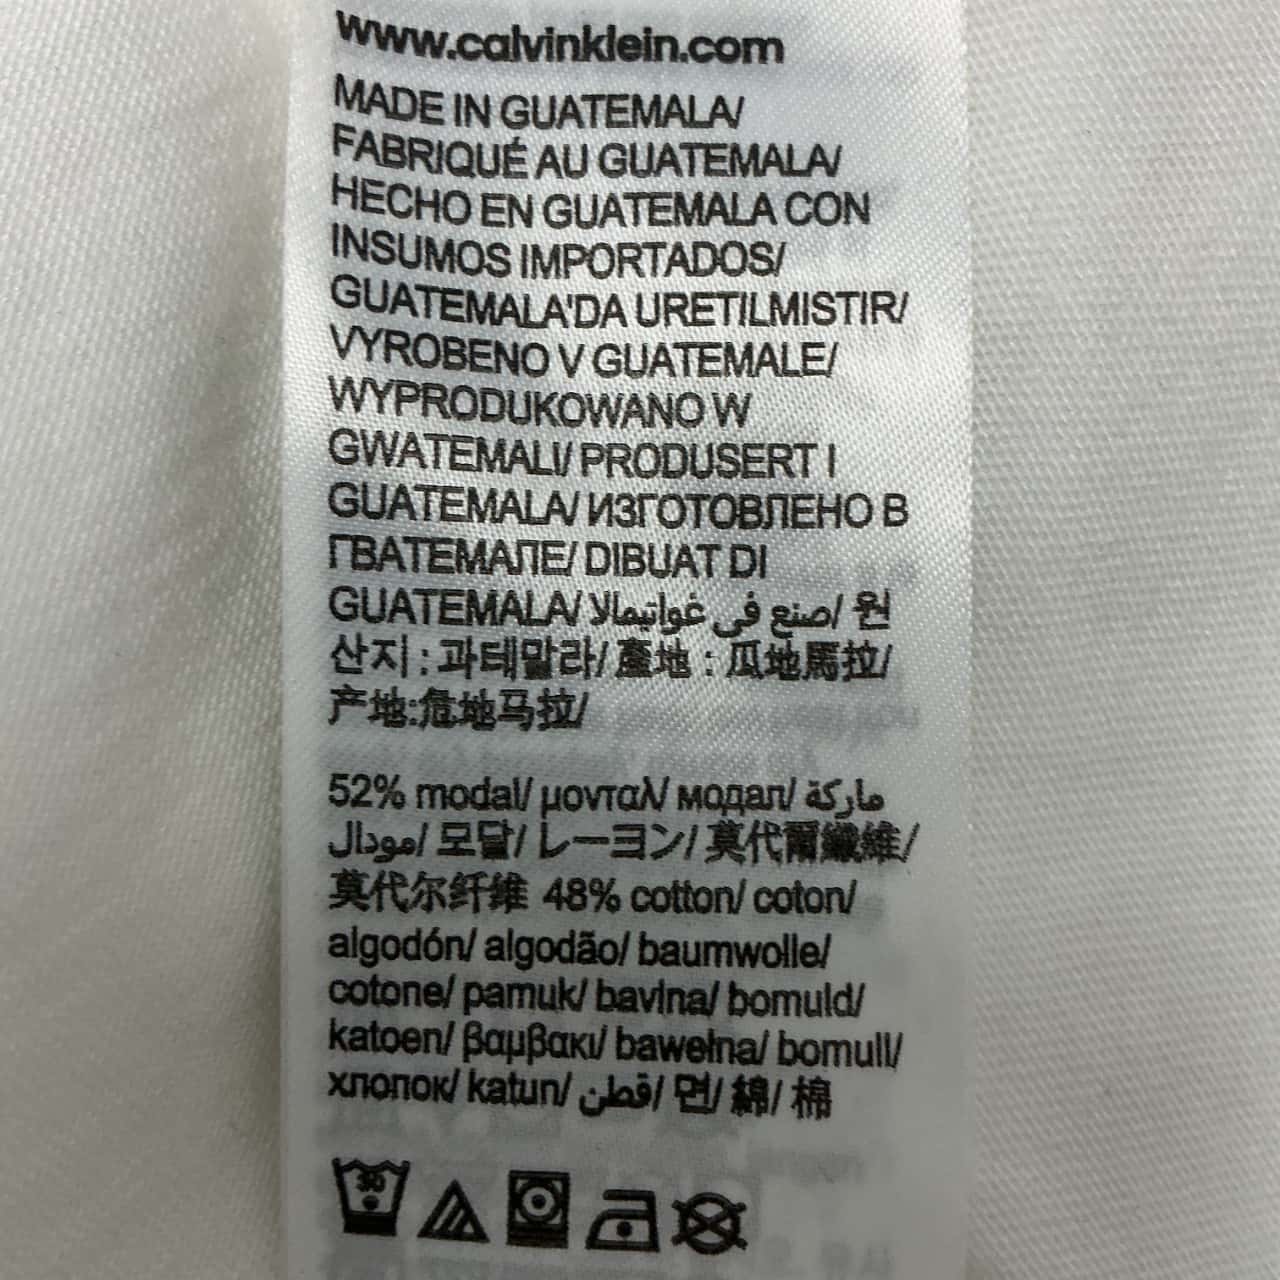 www.calvinklein.com
MADE IN GUATEMALA/
FABRIQUÉ AU GUATEMALA/
HECHO EN GUATEMALA CON
INSUMOS IMPORTADOS/
GUATEMALA'DA URETILMISTIR/
VYROBENO V GUATEMALE/
WYPRODUKOWANO W
GWATEMALI/ PRODUSERT I
GUATEMALA/ ИЗГОТОВЛЕНО В
ГВАТЕМАЛЕ/ DIBUAT DI
GUATEMALA/ صنع في غواتيمالا/ 원
산지 : 과테말라/ 產地 : 瓜地馬拉/
产地:危地马拉/
52% modal/ μονταλ/ модал/ ماركة
مودال/ 모달/ レーヨン/ 莫代爾纖維/
莫代尔纤维 48% cotton/ coton/
algodón/ algodão/ baumwolle/
cotone/ pamuk/ bavlna/ bomuld/
katoen/ βαμβακι/ bawełna/ bomull/
хлопок/ katun/ قطن/ 면/ 綿/ 棉
30